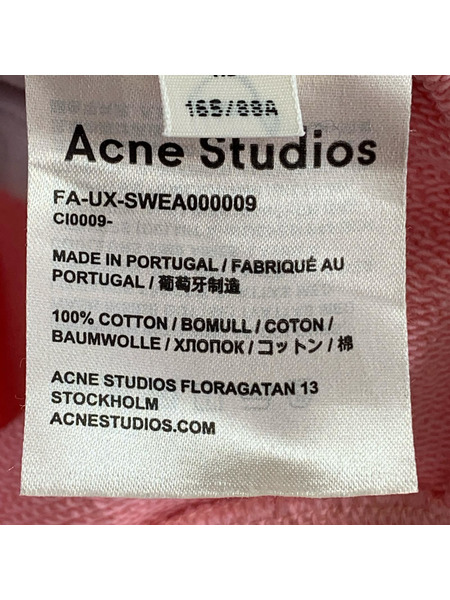 165/88A
Acne Studios
FA-UX-SWEA000009
CI0009-
MADE IN PORTUGAL / FABRIQUÉ AU
PORTUGAL / 葡萄牙制造
100% COTTON / BOMULL / COTON /
BAUMWOLLE / ХЛОПОК / コットン / 棉
ACNE STUDIOS FLORAGATAN 13
STOCKHOLM
ACNESTUDIOS.COM